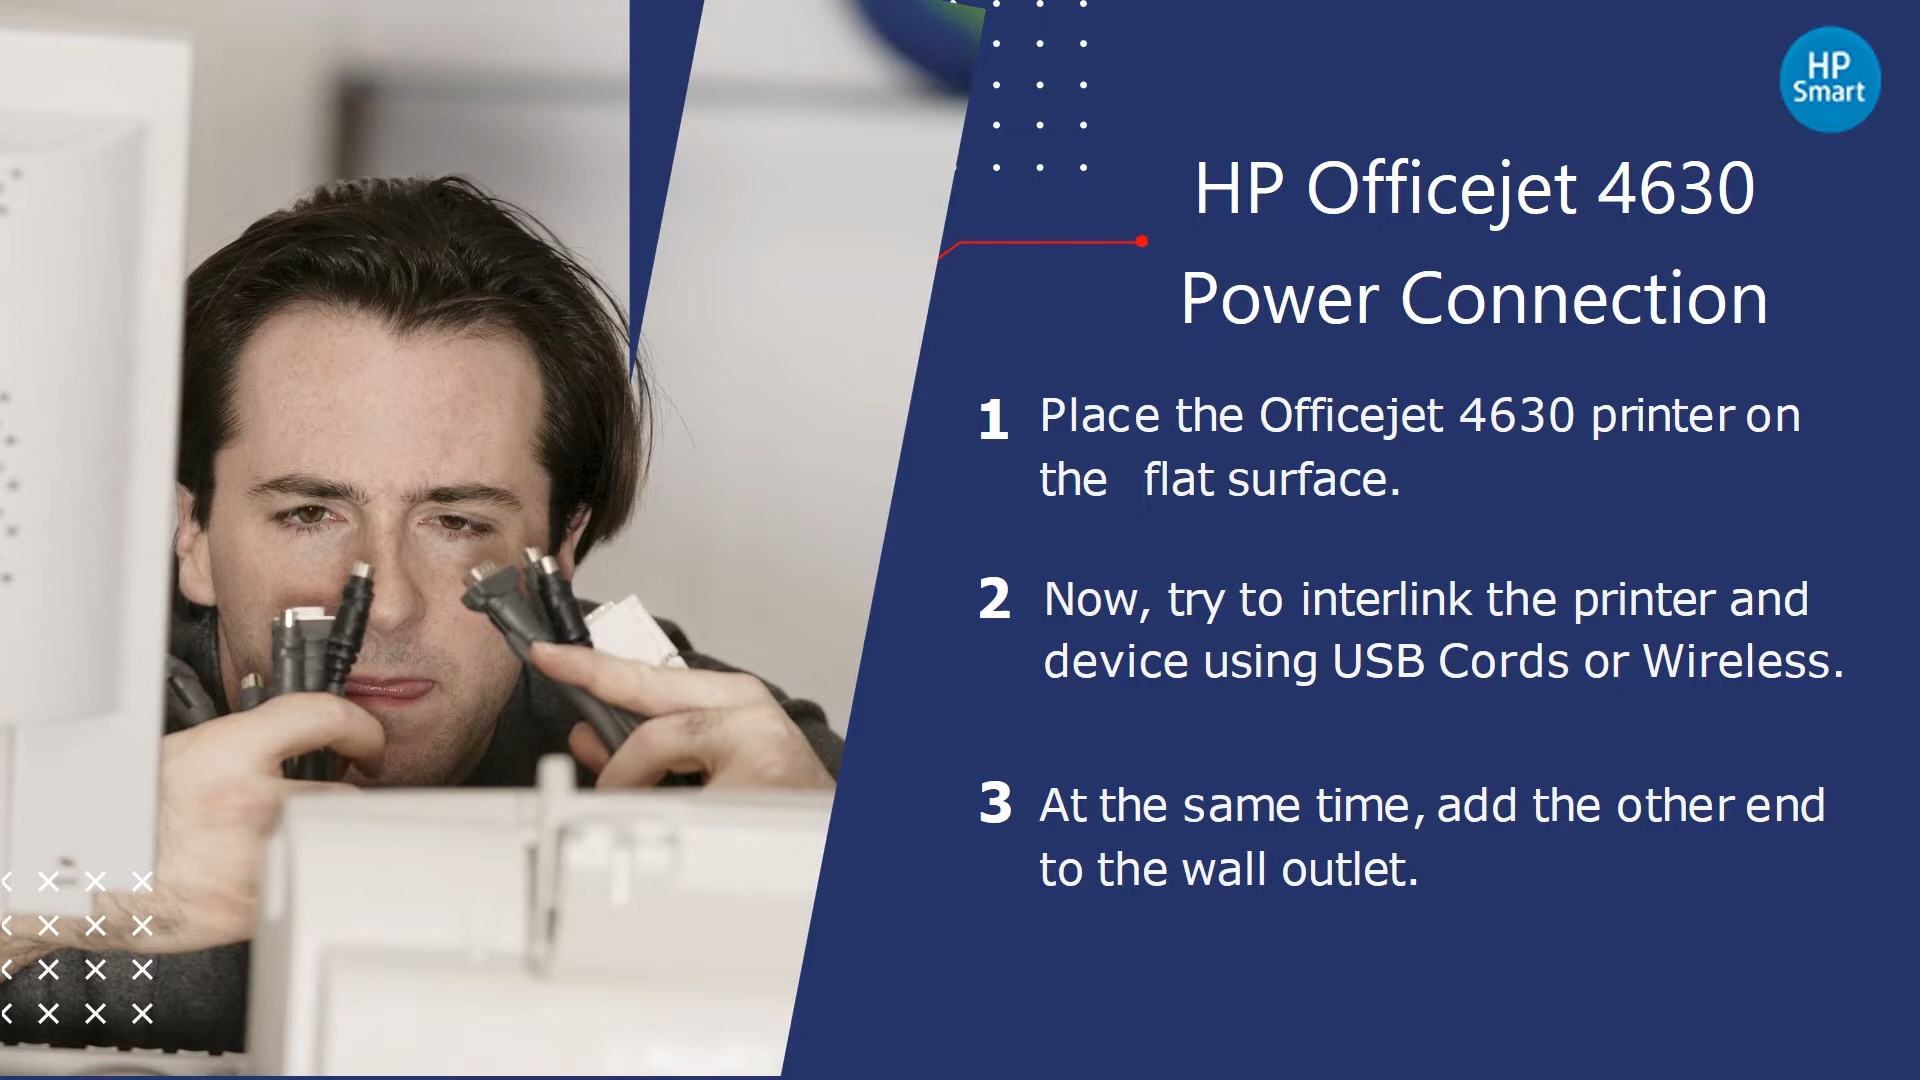 HP
Smart
HP Officejet 4630
Power Connection
1 Place the Officejet 4630 printer on
the flat surface.
2 Now, try to interlink the printer and
device using USB Cords or Wireless.
3 At the same time, add the other end
to the wall outlet.